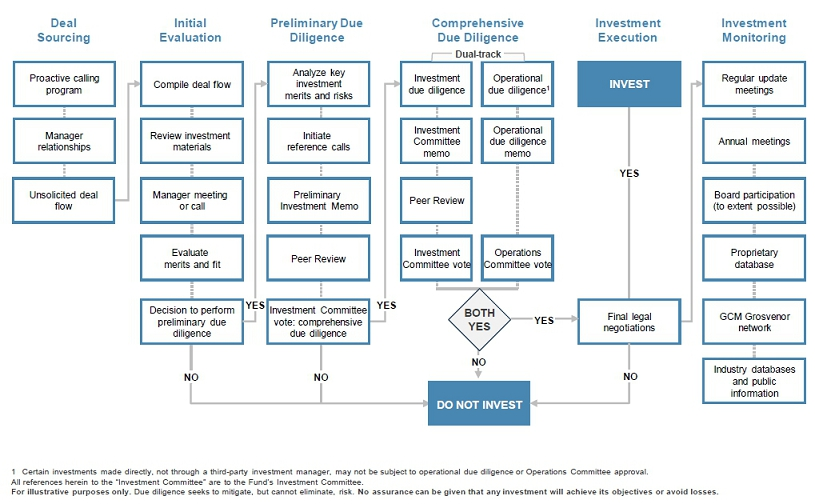 Deal
Sourcing
Initial
Evaluation
Preliminary Due
Diligence
Comprehensive
Due Diligence
Investment
Execution
Investment
Monitoring
Dual-track
Proactive calling
program
Manager
relationships
Unsolicited deal
flow
Compile deal flow
Review investment
materials
Manager meeting
or call
Evaluate
merits and fit
Decision to perform
preliminary due
diligence
YES
NO
Analyze key
investment
merits and risks
Initiate
reference calls
Preliminary
Investment Memo
Peer Review
Investment Committee
vote: comprehensive
due diligence
YES
NO
Investment
due diligence
Investment
Committee
memo
Peer Review
Investment
Committee vote
Operational
due diligence¹
Operational
due diligence
memo
Operations
Committee vote
BOTH
YES
YES
NO
DO NOT INVEST
INVEST
YES
Final legal
negotiations
NO
Regular update
meetings
Annual meetings
Board participation
(to extent possible)
Proprietary
database
GCM Grosvenor
network
Industry databases
and public
information
1 Certain investments made directly, not through a third-party investment manager, may not be subject to operational due diligence or Operations Committee approval.
All references herein to the "Investment Committee" are to the Fund's Investment Committee.
For illustrative purposes only. Due diligence seeks to mitigate, but cannot eliminate, risk. No assurance can be given that any investment will achieve its objectives or avoid losses.